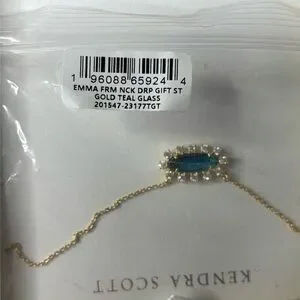 1 96088 65924 4
EMMA FRM NCK DRP GIFT ST
GOLD TEAL GLASS
201547-23177TGT
KENDRA SCOTT